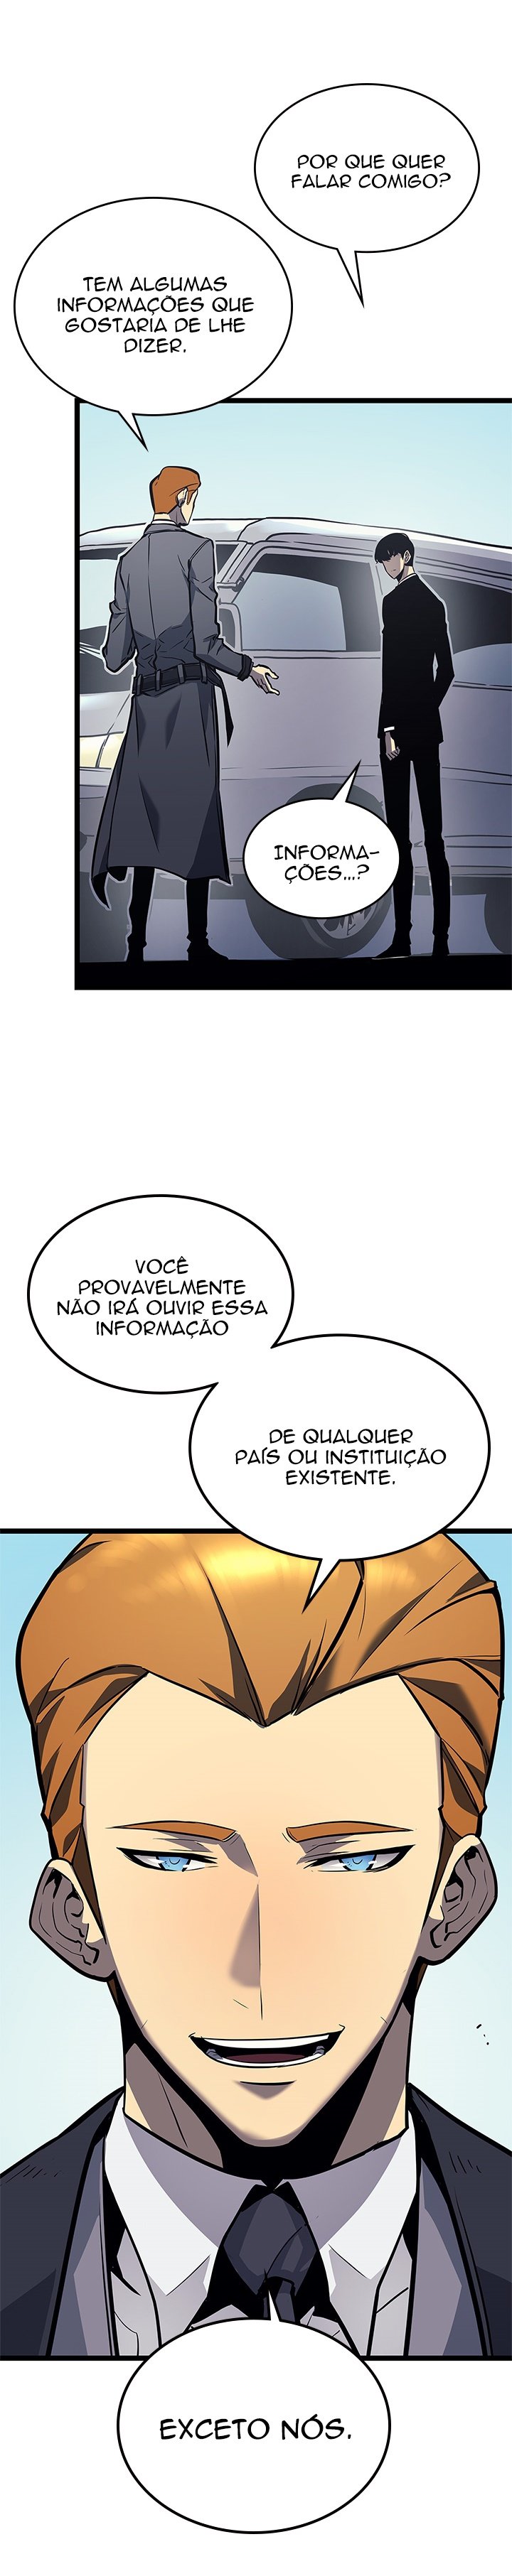 POR QUE QUER
FALAR COMIGO?
TEM ALGUMAS
INFORMAÇÕES QUE
GOSTARIA DE LHE
DIZER.
INFORMA-
ÇÕES...?
VOCÊ
PROVAVELMENTE
NÃO IRÁ OUVIR ESSA
INFORMAÇÃO
DE QUALQUER
PAÍS OU INSTITUIÇÃO
EXISTENTE.
EXCETO NÓS.